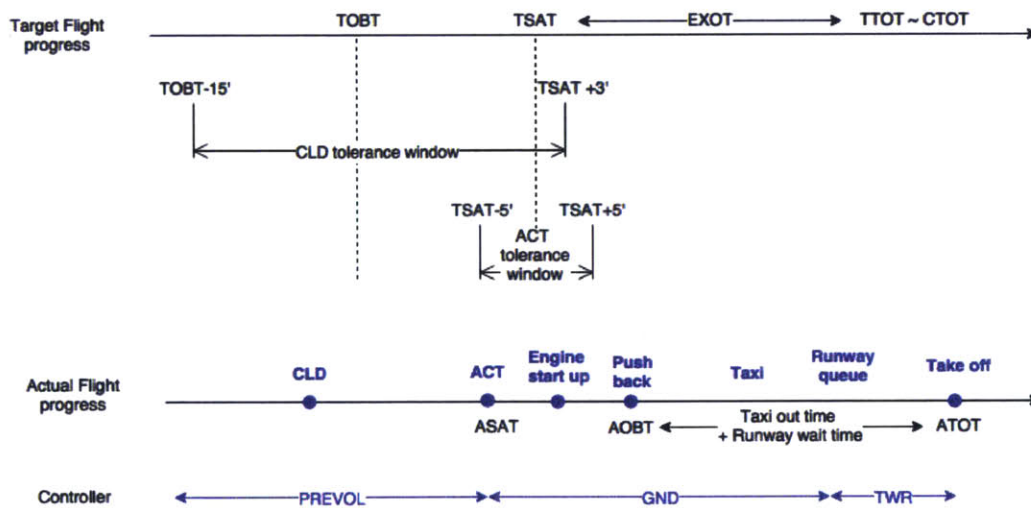 Target Flight
progress
TOBT
TSAT
EXOT
TTOT ~ CTOT
TOBT-15'
TSAT +3'
CLD tolerance window
TSAT-5'
TSAT+5'
ACT
tolerance
window
Actual Flight
progress
CLD
ACT
Engine
start up
Push
back
Taxi
Runway
queue
Take off
ASAT
AOBT
Taxi out time
+ Runway wait time
ATOT
Controller
PREVOL
GND
TWR